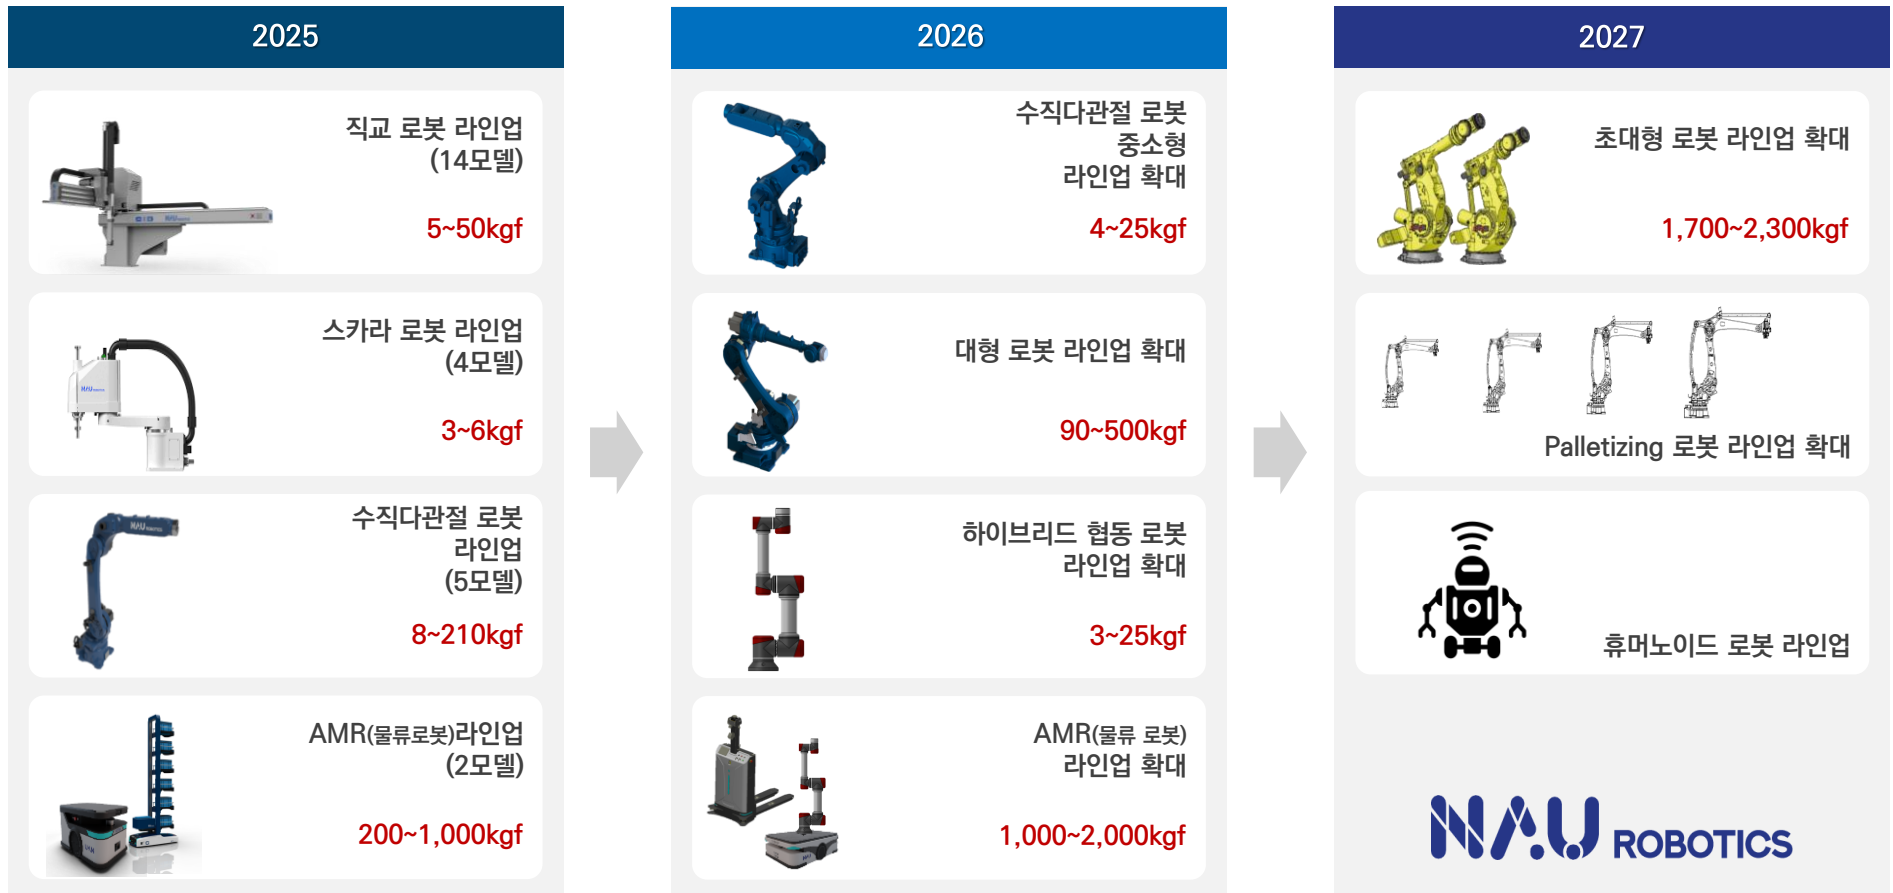 2025
직교 로봇 라인업
(14모델)
5~50kgf
스카라 로봇 라인업
(4모델)
NAU ROBOTICS
3~6kgf
수직다관절 로봇
라인업
(5모델)
NAU ROBOTICS
8~210kgf
AMR(물류로봇)라인업
(2모델)
200~1,000kgf
2026
수직다관절 로봇
중소형
라인업 확대
4~25kgf
대형 로봇 라인업 확대
90~500kgf
하이브리드 협동 로봇
라인업 확대
3~25kgf
AMR(물류 로봇)
라인업 확대
1,000~2,000kgf
2027
초대형 로봇 라인업 확대
1,700~2,300kgf
Palletizing 로봇 라인업 확대
휴머노이드 로봇 라인업
NAU ROBOTICS